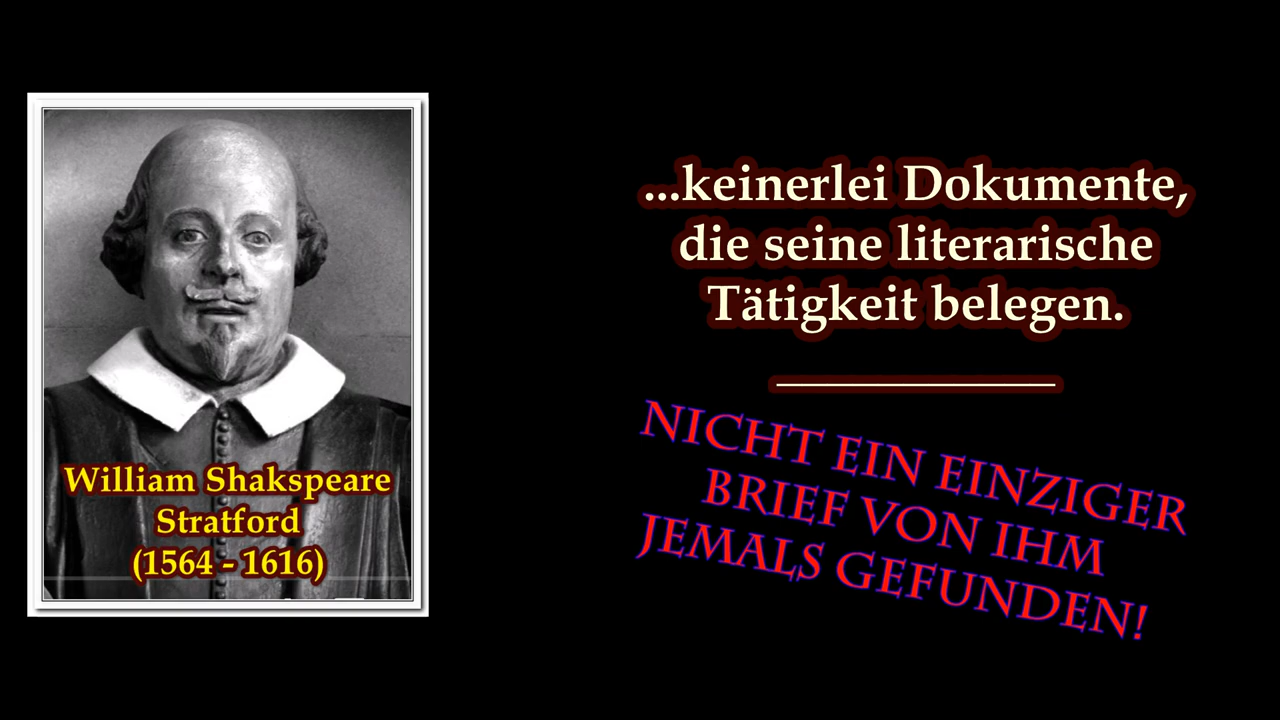 William Shakspeare
Stratford
(1564 - 1616)
...keinerlei Dokumente,
die seine literarische
Tätigkeit belegen.
NICHT EIN EINZIGER
BRIEF VON IHM
JEMALS GEFUNDEN!